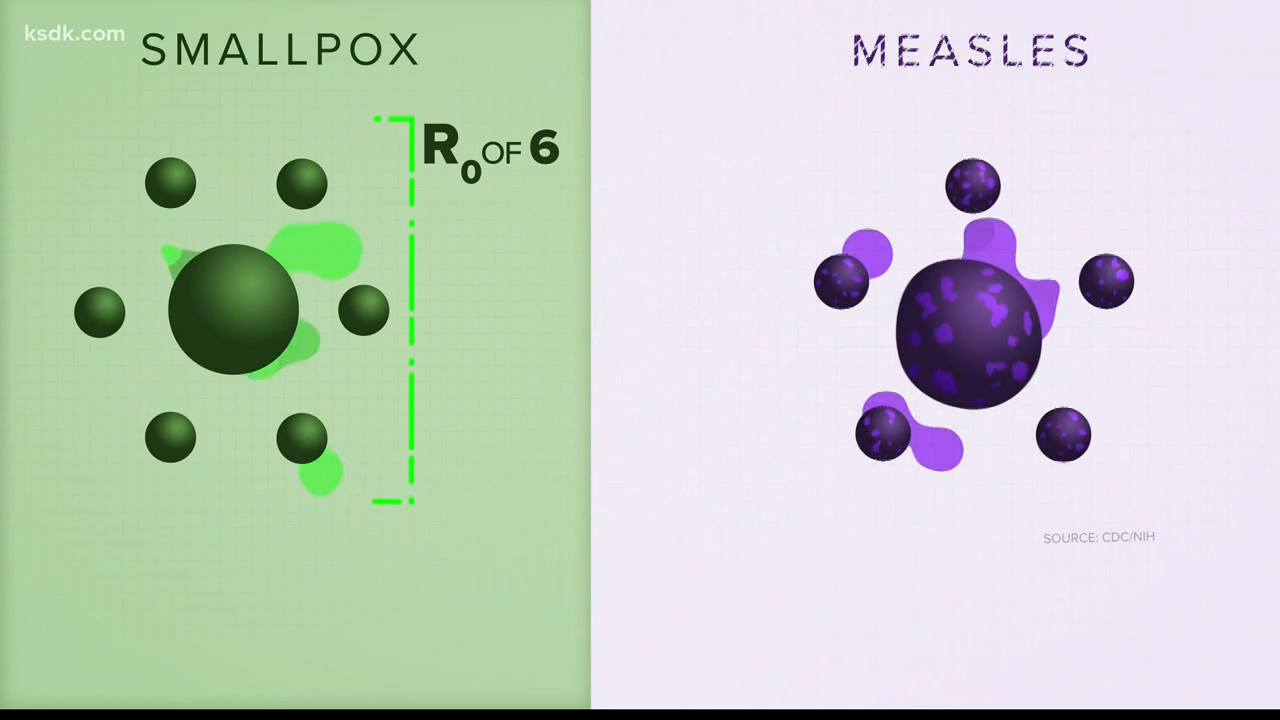 ksdk.com
SMALLPOX
R0 OF 6
MEASLES
SOURCE: CDC/NIH